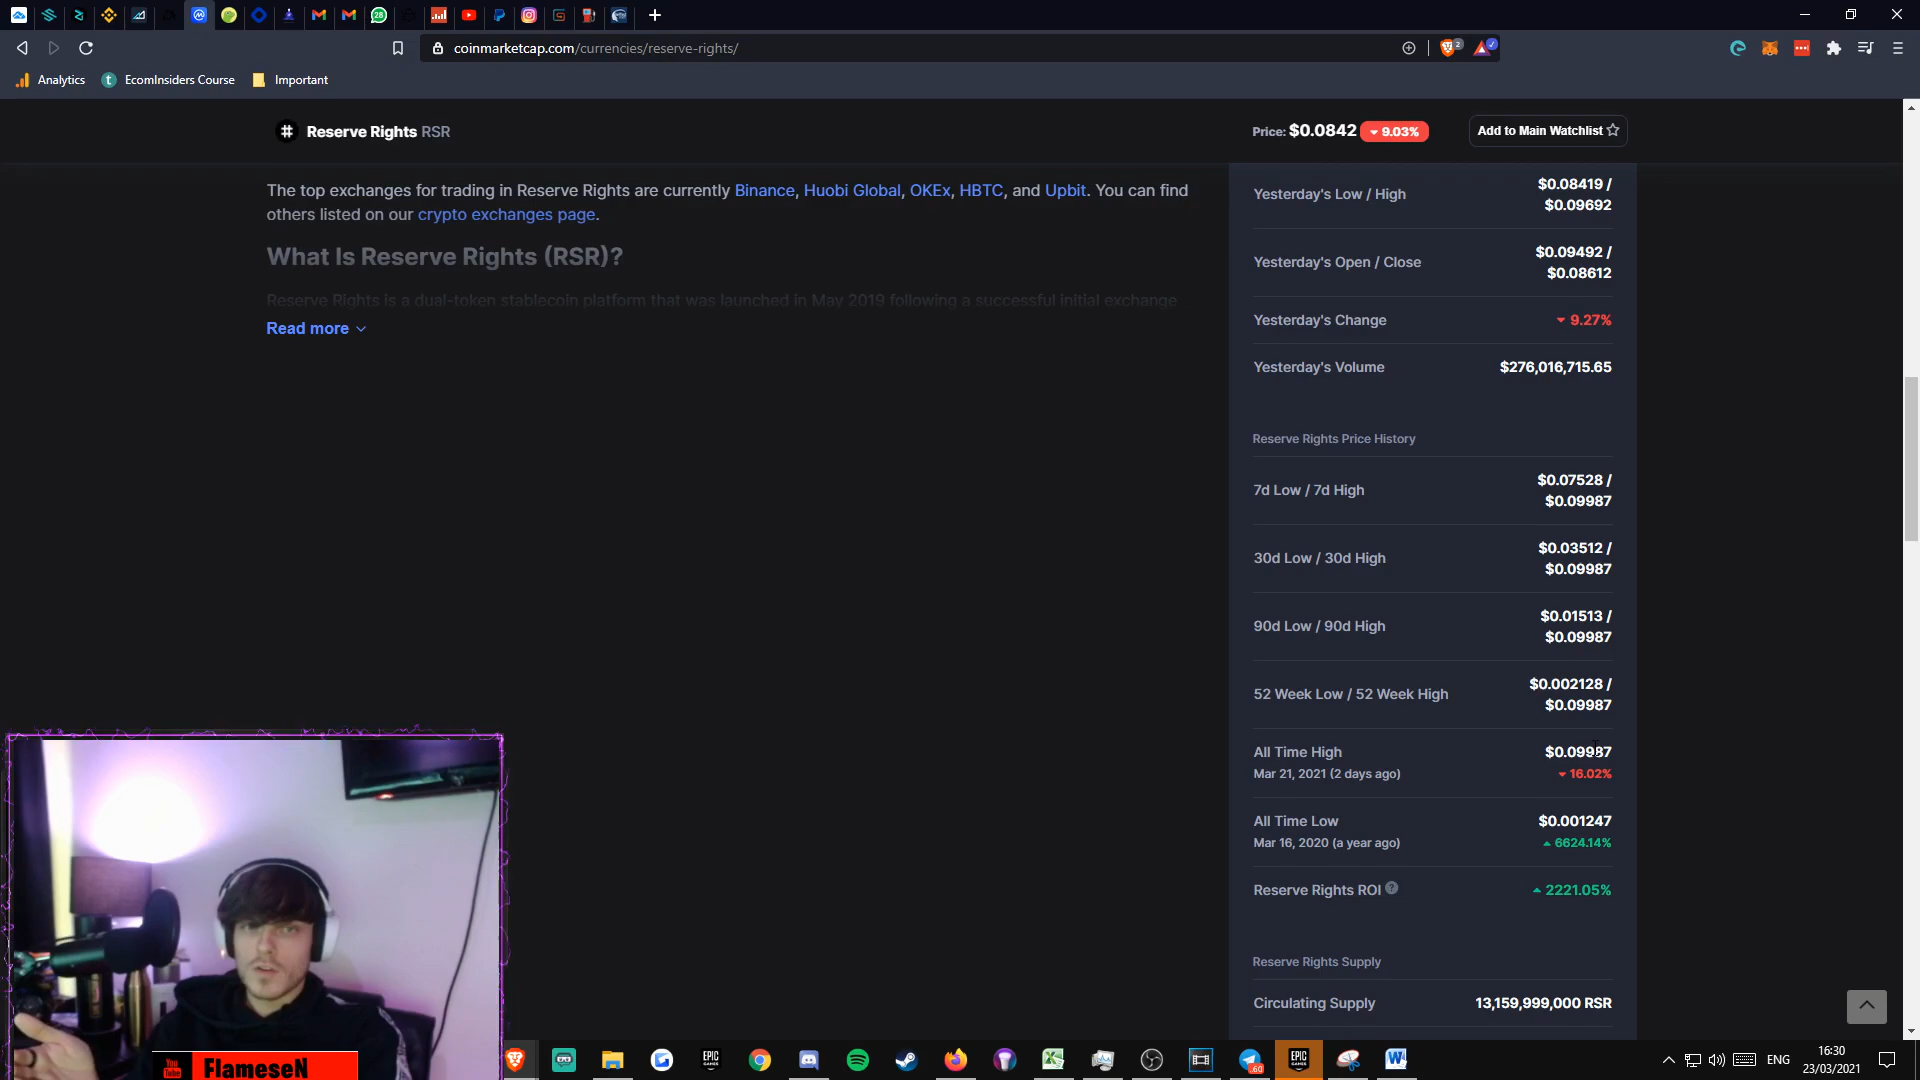 28
coinmarketcap.com/currencies/reserve-rights/
2
Analytics
EcomInsiders Course
Important
Reserve Rights RSR
Price: $0.0842
9.03%
Add to Main Watchlist
The top exchanges for trading in Reserve Rights are currently Binance, Huobi Global, OKEx, HBTC, and Upbit. You can find
others listed on our crypto exchanges page.
What Is Reserve Rights (RSR)?
Reserve Rights is a dual-token stablecoin platform that was launched in May 2019 following a successful initial exchange
Read more
Yesterday's Low / High
$0.08419 /
$0.09692
Yesterday's Open / Close
$0.09492 /
$0.08612
Yesterday's Change
9.27%
Yesterday's Volume
$276,016,715.65
Reserve Rights Price History
7d Low / 7d High
$0.07528 /
$0.09987
30d Low / 30d High
$0.03512 /
$0.09987
90d Low / 90d High
$0.01513 /
$0.09987
52 Week Low / 52 Week High
$0.002128 /
$0.09987
All Time High
$0.09987
Mar 21, 2021 (2 days ago)
16.02%
All Time Low
$0.001247
Mar 16, 2020 (a year ago)
6624.14%
Reserve Rights ROI ?
2221.05%
Reserve Rights Supply
Circulating Supply
13,159,999,000 RSR
You Tube
FlameseN
EPIC GAMES
60
EPIC GAMES
ENG
16:30
23/03/2021